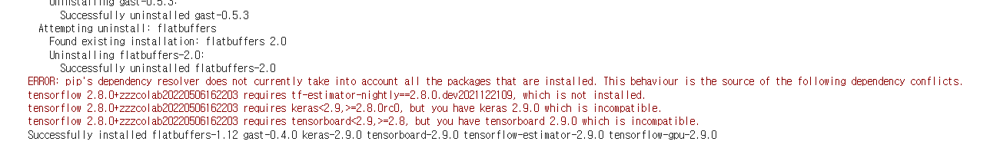 Uninstalling gast-0.5.3:
Successfully uninstalled gast-0.5.3
Attempting uninstall: flatbuffers
Found existing installation: flatbuffers 2.0
Uninstalling flatbuffers-2.0:
Successfully uninstalled flatbuffers-2.0
ERROR: pip's dependency resolver does not currently take into account all the packages that are installed. This behaviour is the source of the following dependency conflicts.
tensorflow 2.8.0+zzzcolab20220506162203 requires tf-estimator-nightly==2.8.0.dev2021122109, which is not installed.
tensorflow 2.8.0+zzzcolab20220506162203 requires keras<2.9,>=2.8.0rc0, but you have keras 2.9.0 which is incompatible.
tensorflow 2.8.0+zzzcolab20220506162203 requires tensorboard<2.9,>=2.8, but you have tensorboard 2.9.0 which is incompatible.
Successfully installed flatbuffers-1.12 gast-0.4.0 keras-2.9.0 tensorboard-2.9.0 tensorflow-estimator-2.9.0 tensorflow-gpu-2.9.0